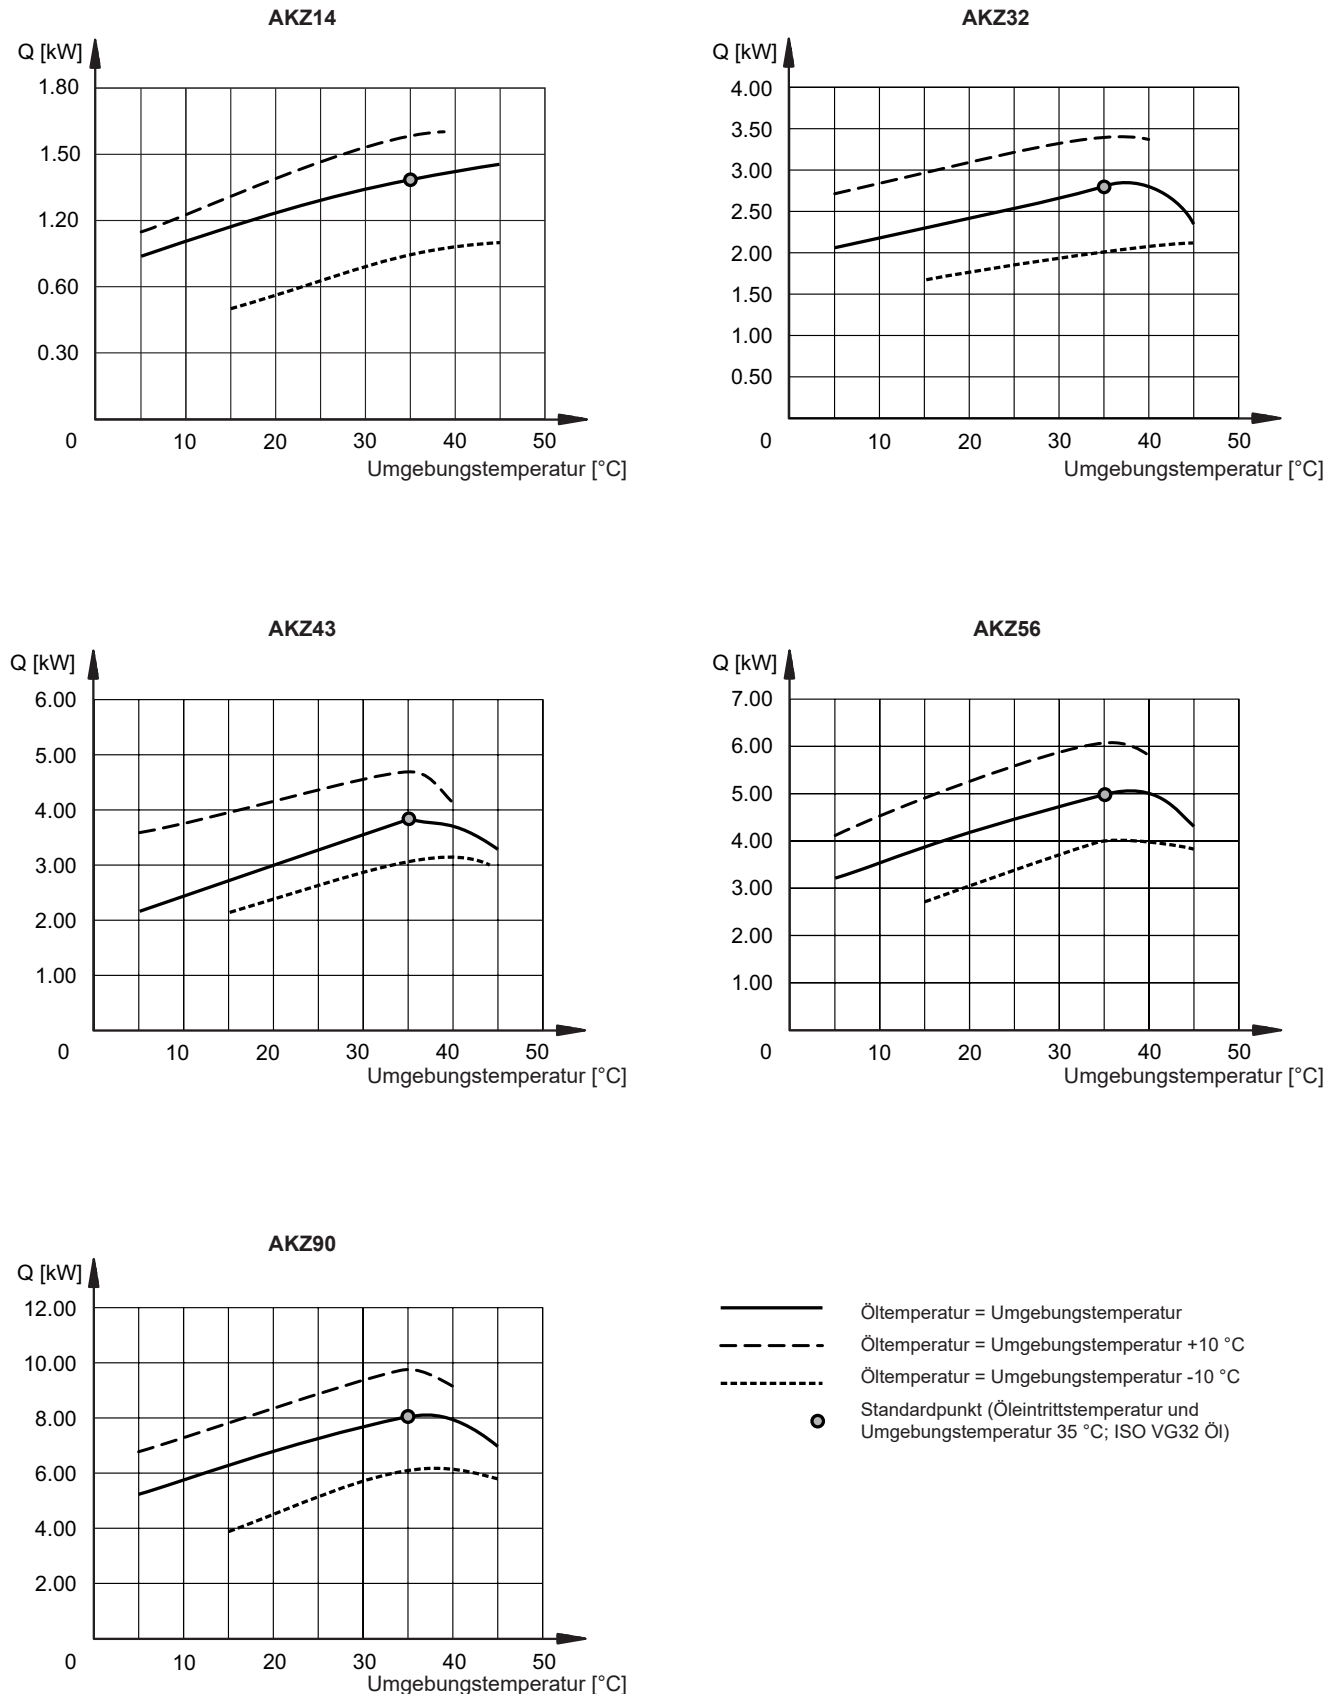 AKZ14
Q [kW]
1.80
1.50
1.20
0.60
0.30
0 10 20 30 40 50
Umgebungstemperatur [°C]
AKZ32
Q [kW]
4.00
3.50
3.00
2.50
2.00
1.50
1.00
0.50
0 10 20 30 40 50
Umgebungstemperatur [°C]
AKZ43
Q [kW]
6.00
5.00
4.00
3.00
2.00
1.00
0 10 20 30 40 50
Umgebungstemperatur [°C]
AKZ56
Q [kW]
7.00
6.00
5.00
4.00
3.00
2.00
1.00
0 10 20 30 40 50
Umgebungstemperatur [°C]
AKZ90
Q [kW]
12.00
10.00
8.00
6.00
4.00
2.00
0 10 20 30 40 50
Umgebungstemperatur [°C]
Öltemperatur = Umgebungstemperatur
Öltemperatur = Umgebungstemperatur +10 °C
Öltemperatur = Umgebungstemperatur -10 °C
Standardpunkt (Öleintrittstemperatur und
Umgebungstemperatur 35 °C; ISO VG32 Öl)